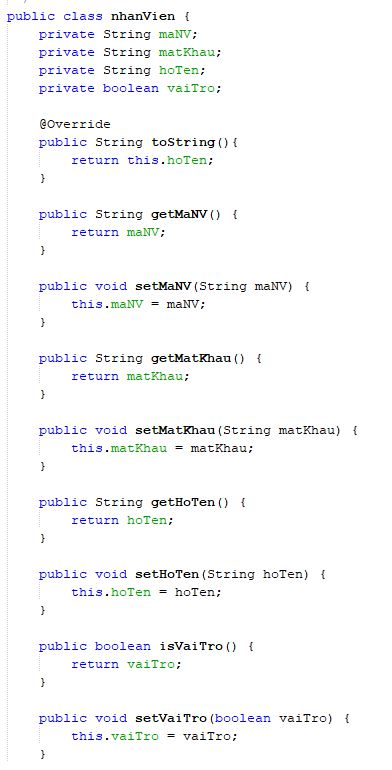 public class nhanVien {
private String maNV;
private String matKhau;
private String hoTen;
private boolean vaiTro;
@Override
public String toString(){
return this.hoTen;
}
public String getMaNV() {
return maNV;
}
public void setMaNV(String maNV) {
this.maNV = maNV;
}
public String getMatKhau() {
return matKhau;
}
public void setMatKhau(String matKhau) {
this.matKhau = matKhau;
}
public String getHoTen() {
return hoTen;
}
public void setHoTen(String hoTen) {
this.hoTen = hoTen;
}
public boolean isVaiTro() {
return vaiTro;
}
public void setVaiTro(boolean vaiTro) {
this.vaiTro = vaiTro;
}